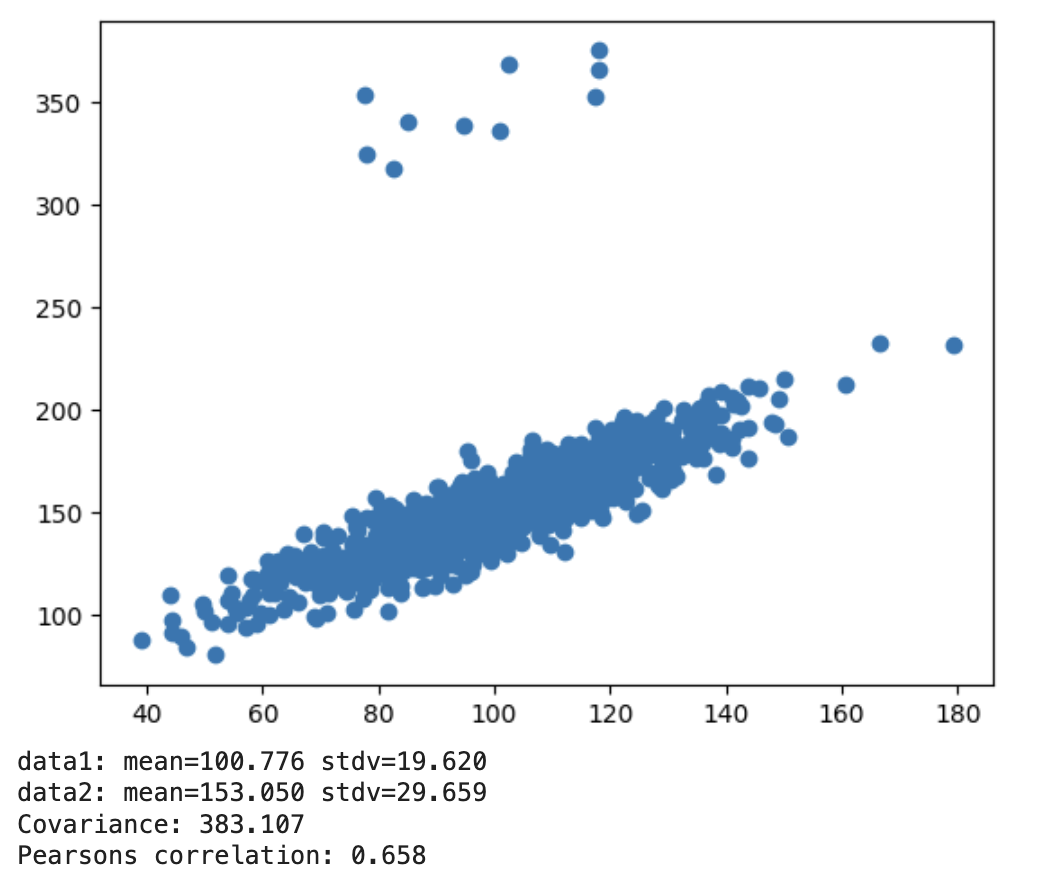 350
300
250
200
150
100
40 60 80 100 120 140 160 180
data1: mean=100.776 stdv=19.620
data2: mean=153.050 stdv=29.659
Covariance: 383.107
Pearsons correlation: 0.658